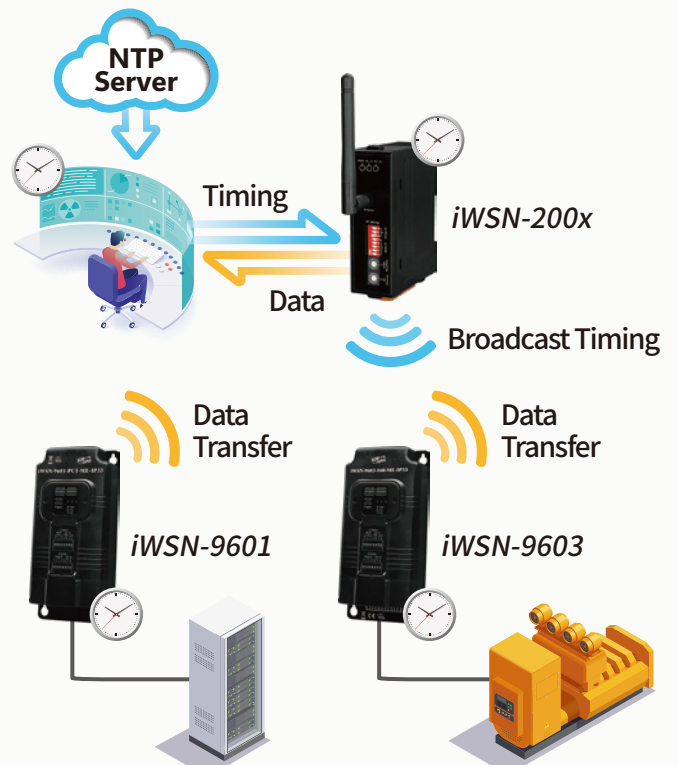 NTP
Server
Timing
iWSN-200x
Data
Broadcast Timing
Data
Transfer
Data
Transfer
iWSN-9601
iWSN-9603